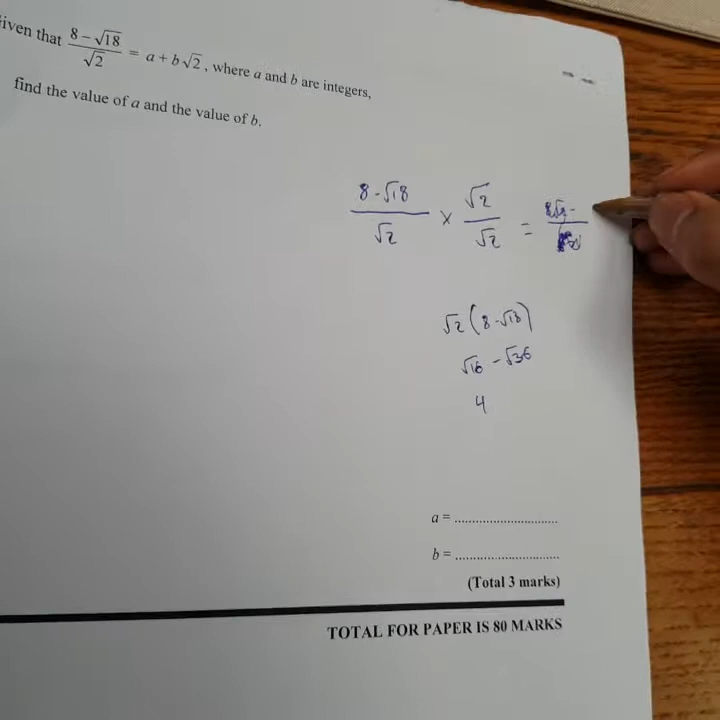 iven that (8 − √18)/√2 = a + b√2, where a and b are integers,
find the value of a and the value of b.
(8 - √18)/√2 × √2/√2 = 8√2 -
√2(8 - √18)
√16 - √36
4
a = ..............................
b = ..............................
(Total 3 marks)
TOTAL FOR PAPER IS 80 MARKS